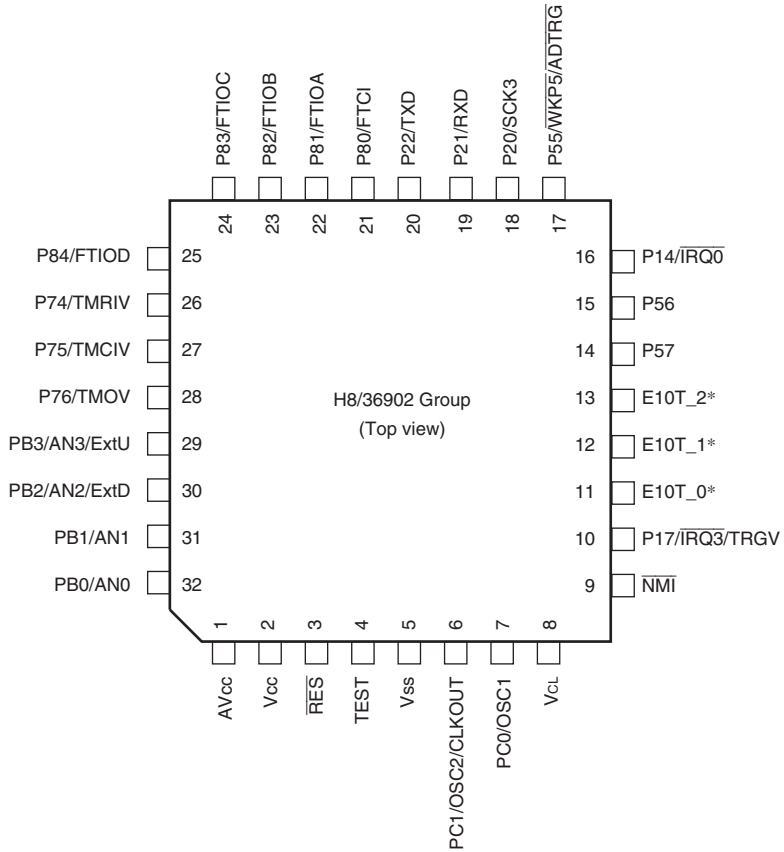 P83/FTIOC
P82/FTIOB
P81/FTIOA
P80/FTCI
P22/TXD
P21/RXD
P20/SCK3
P55/WKP5/ADTRG
24
23
22
21
20
19
18
17
P84/FTIOD 25
P74/TMRIV 26
P75/TMCIV 27
P76/TMOV 28
PB3/AN3/ExtU 29
PB2/AN2/ExtD 30
PB1/AN1 31
PB0/AN0 32
H8/36902 Group
(Top view)
16 P14/IRQ0
15 P56
14 P57
13 E10T_2*
12 E10T_1*
11 E10T_0*
10 P17/IRQ3/TRGV
9 NMI
1
2
3
4
5
6
7
8
AVcc
Vcc
RES
TEST
Vss
PC1/OSC2/CLKOUT
PC0/OSC1
VCL